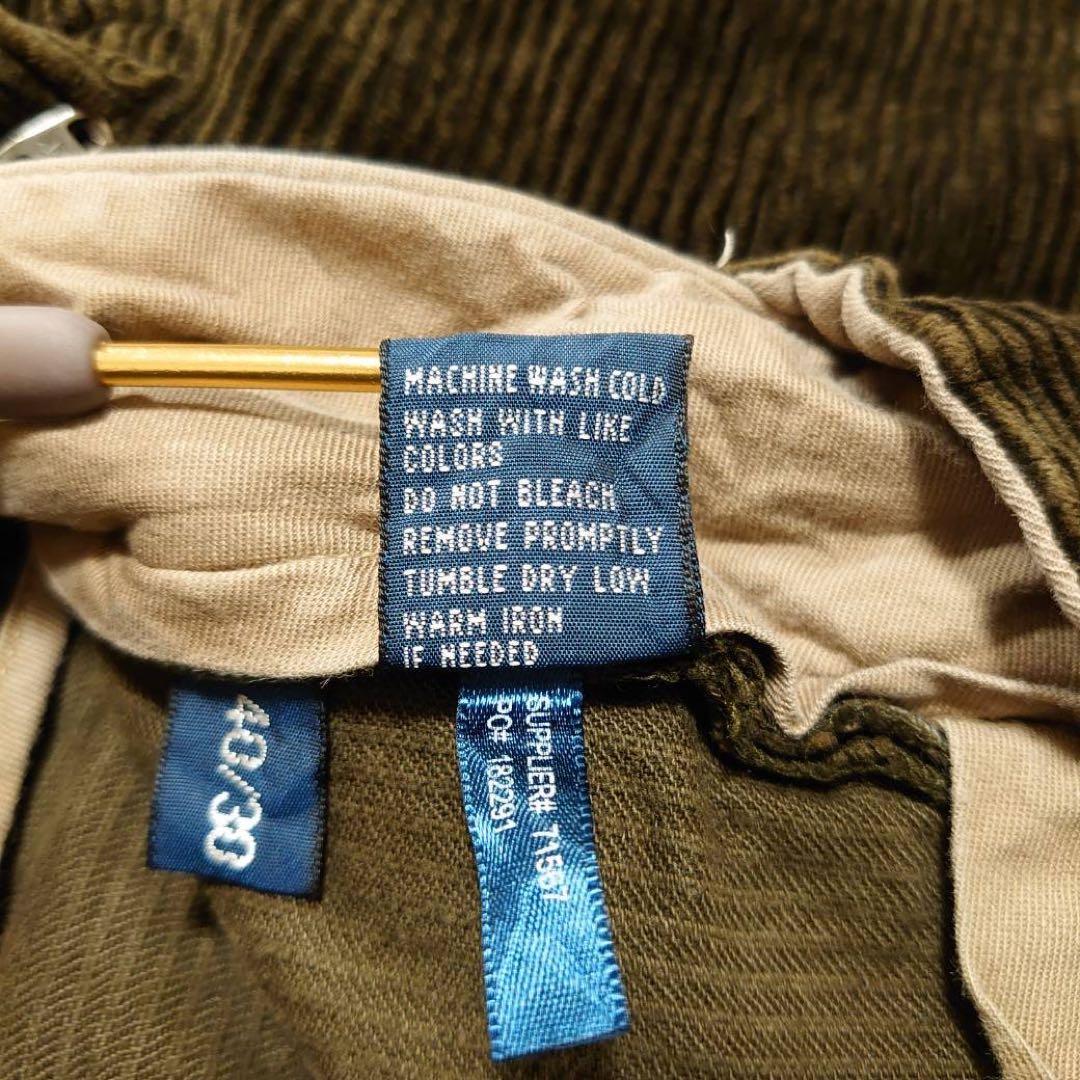 MACHINE WASH COLD
WASH WITH LIKE
COLORS
DO NOT BLEACH
REMOVE PROMPTLY
TUMBLE DRY LOW
WARM IRON
IF NEEDED
40/30
SUPPLIER# T1567
PO# 182291